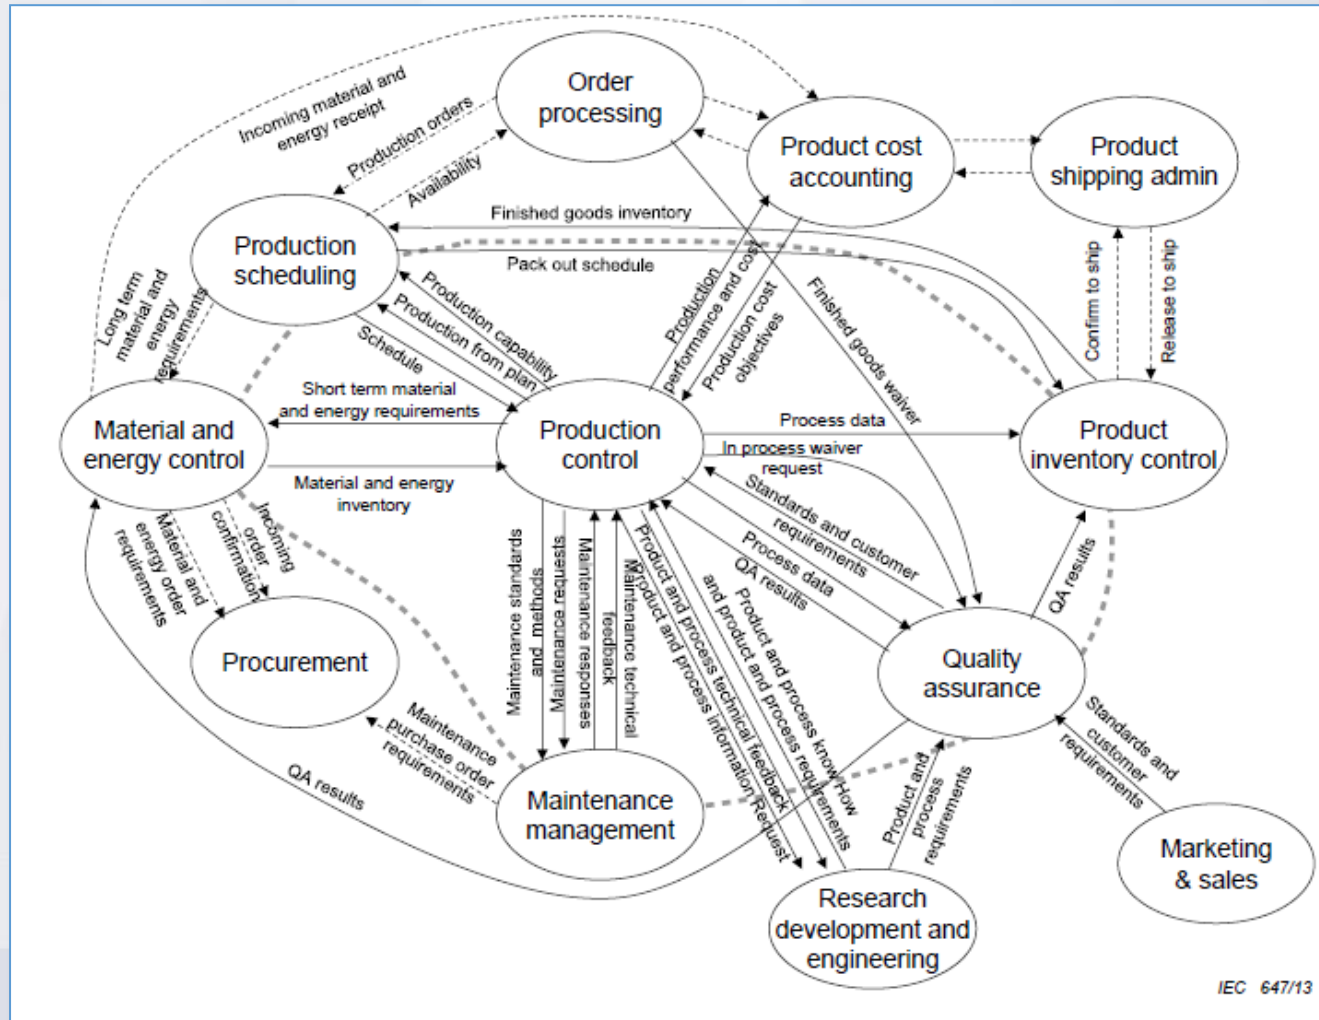 Order
processing
Product cost
accounting
Product
shipping admin
Incoming material and
energy receipt
Production orders
Availability
Production
scheduling
Finished goods inventory
Pack out schedule
Long term
material and
energy
requirements
Production capability
Production from plan
Schedule
Production
performance and cost
Production cost
objectives
Finished goods waiver
Confirm to ship
Release to ship
Short term material
and energy requirements
Material and
energy control
Production
control
Process data
In process waiver
request
Product
inventory control
Material and energy
inventory
Standards and customer
requirements
Process data
QA results
QA results
Material and
energy order
requirements
Incoming
order
confirmation
Maintenance standards
and methods
Maintenance requests
Maintenance responses
Maintenance technical
feedback
Product and process know How
and product and process requirements
Product and process technical feedback
Product and process information Request
Procurement
Quality
assurance
Maintenance
purchase order
requirements
QA results
Maintenance
management
Product and
process
requirements
Standards and
customer
requirements
Marketing
& sales
Research
development and
engineering
IEC 647/13